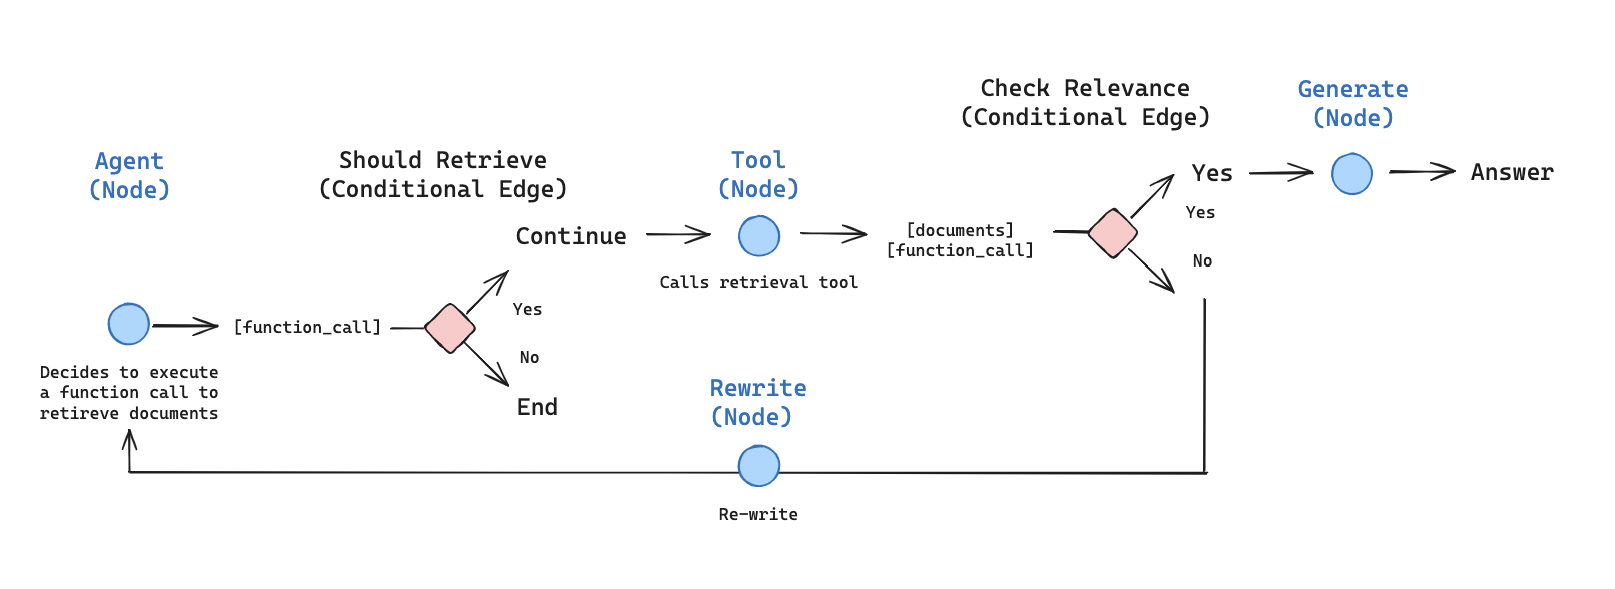 Check Relevance
(Conditional Edge)
Generate
(Node)
Agent
(Node)
Should Retrieve
(Conditional Edge)
Tool
(Node)
Yes
Answer
Yes
Continue
[documents]
[function_call]
No
Calls retrieval tool
Yes
[function_call]
No
Decides to execute
a function call to
retireve documents
End
Rewrite
(Node)
Re-write